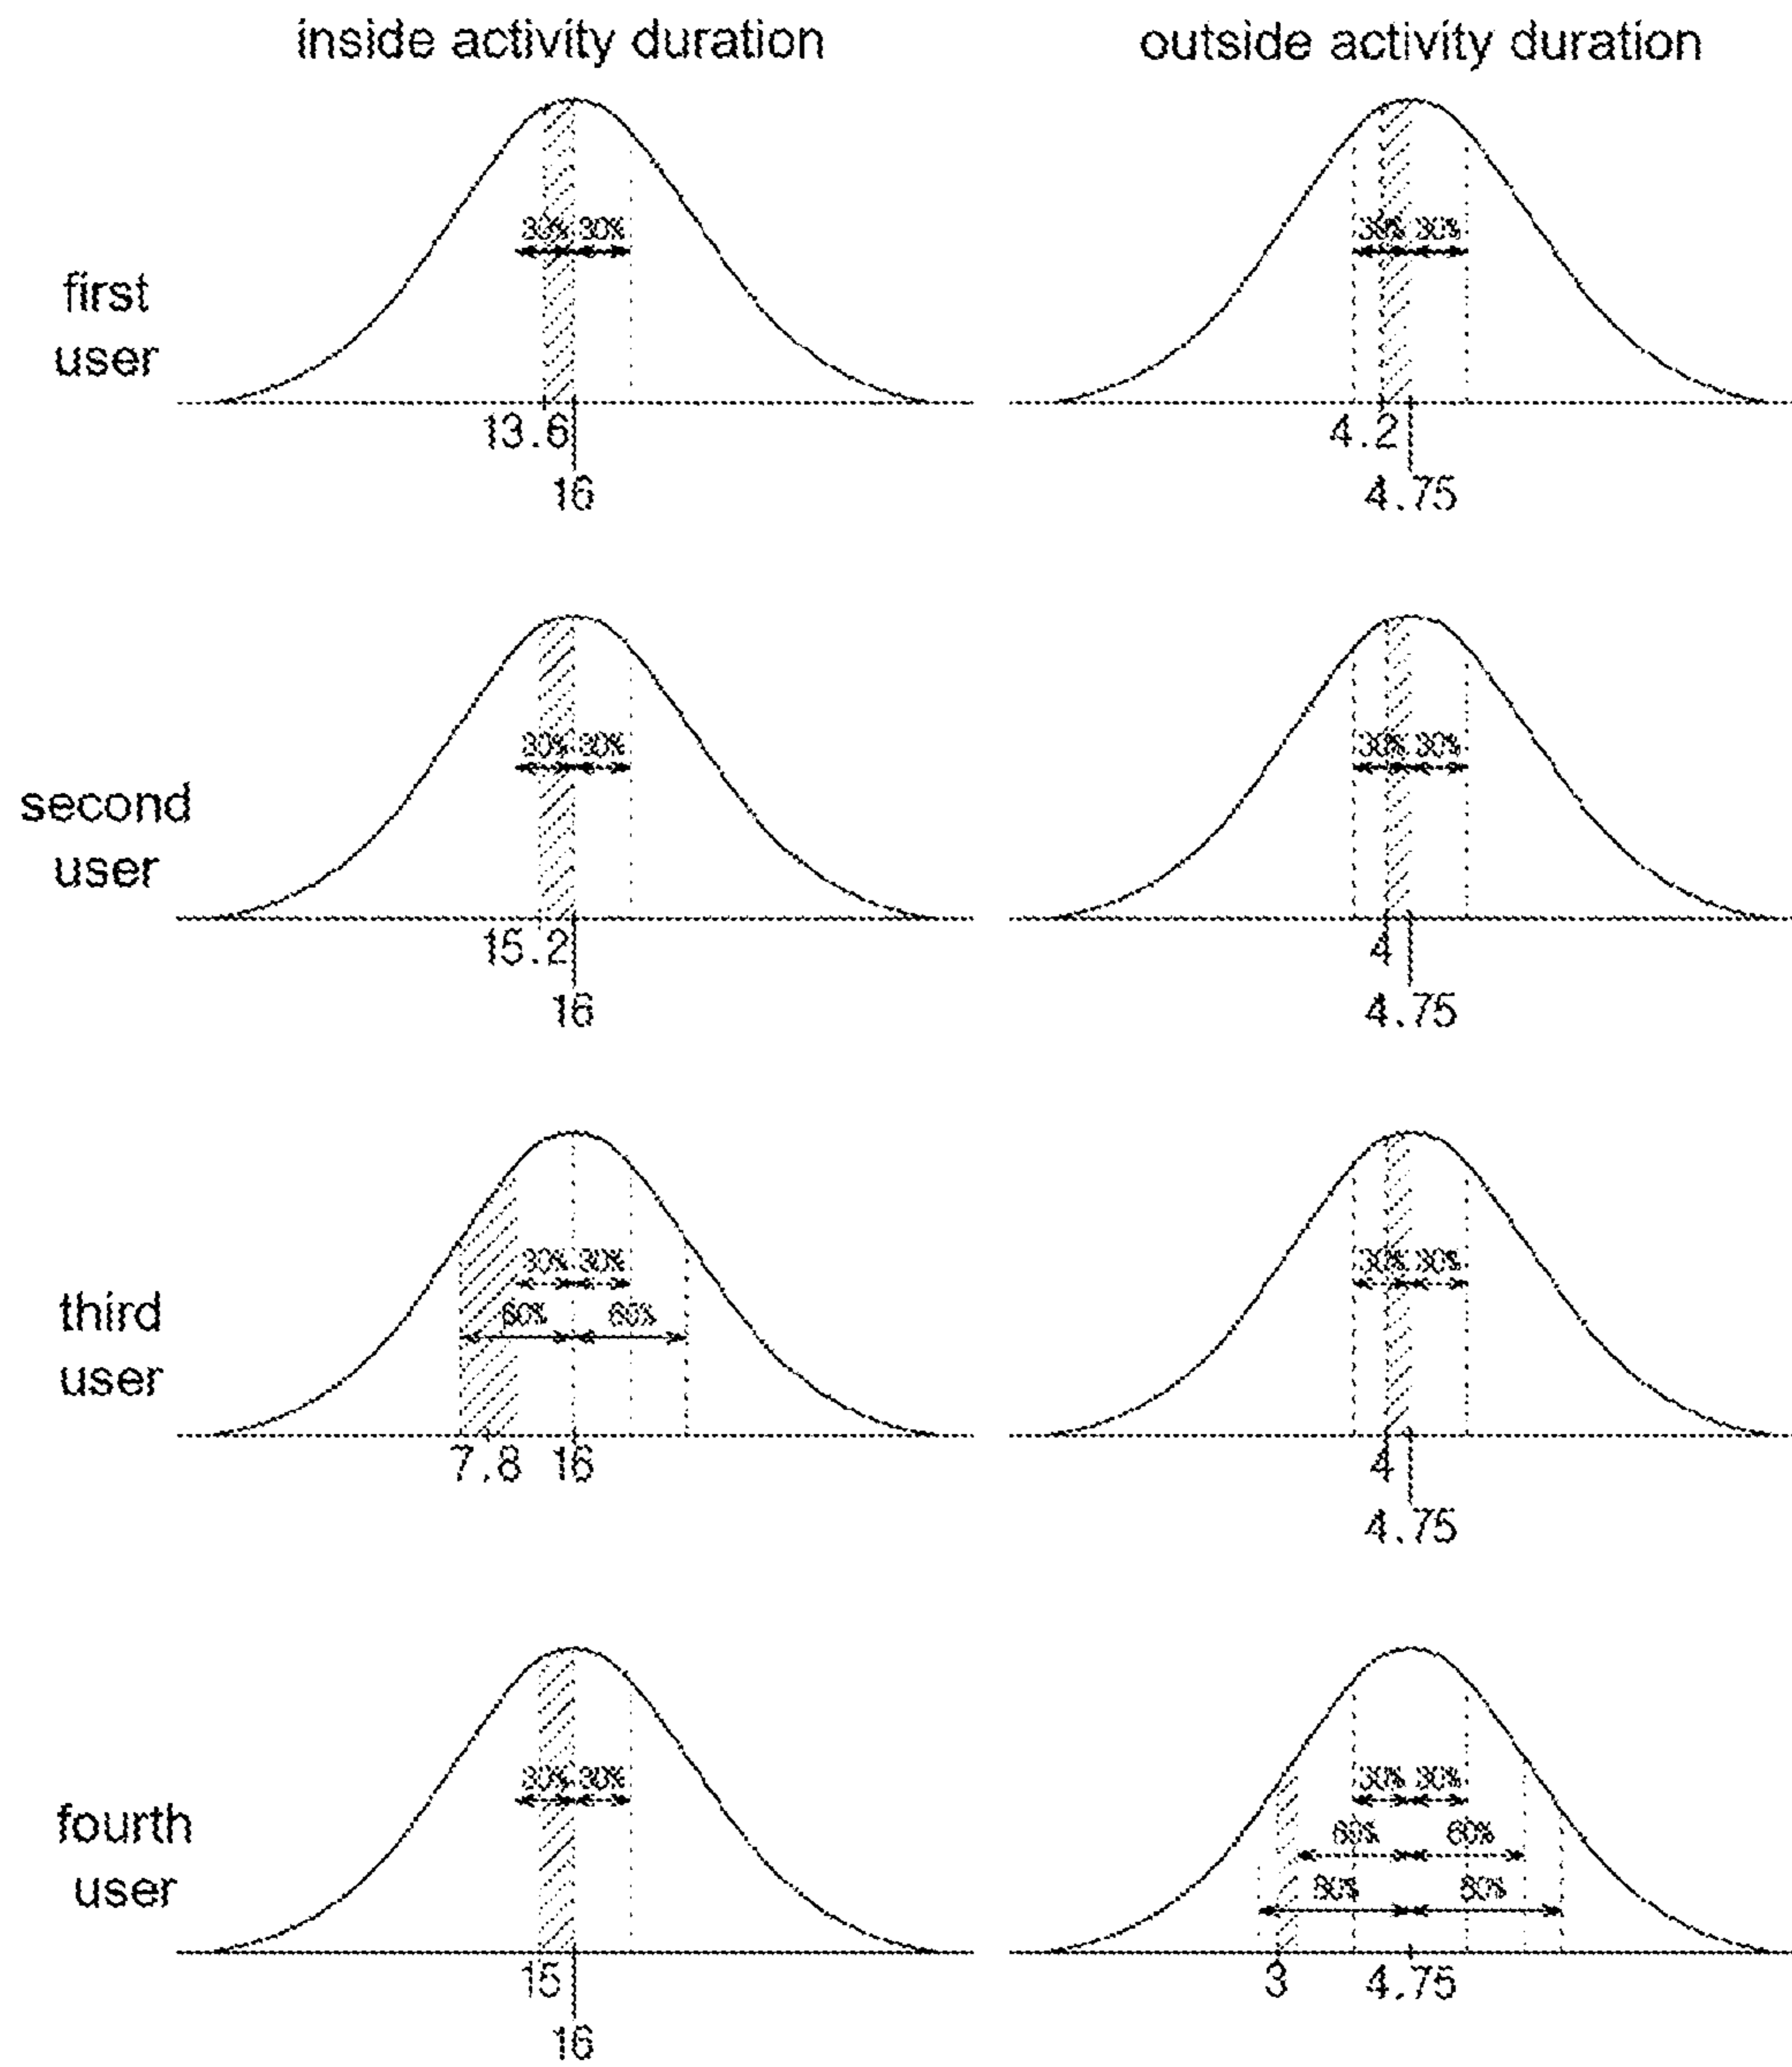 inside activity duration
outside activity duration
first
user
30% 30%
13.6
16
30% 30%
4.2
4.75
second
user
30% 30%
15.2
16
30% 30%
4
4.75
third
user
30% 30%
60% 60%
7.8 16
30% 30%
4
4.75
fourth
user
30% 30%
15
16
30% 30%
60% 60%
80% 80%
3 4.75